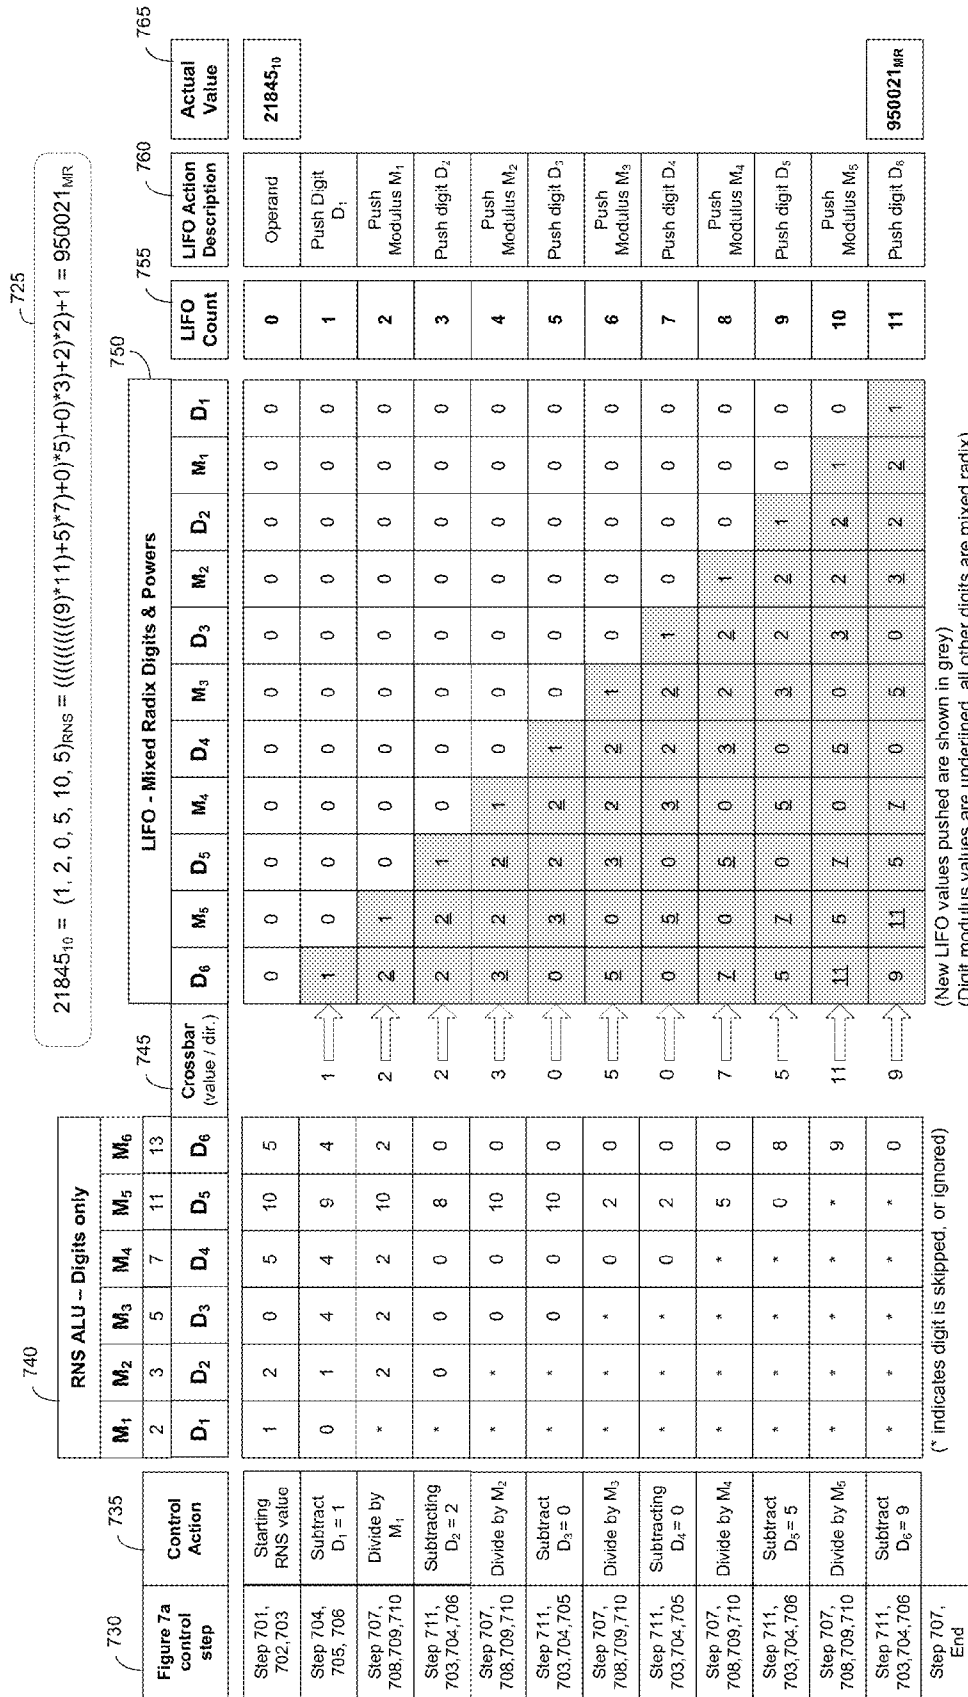 725
21845₁₀ = (1, 2, 0, 5, 10, 5)RNS = ((((((((((9)*11)+5)*7)+0)*5)+0)*3)+2)*2)+1 = 950021MR
730 735 740 745 750 755 760 765
RNS ALU – Digits only
LIFO - Mixed Radix Digits & Powers
M₁ M₂ M₃ M₄ M₅ M₆
2 3 5 7 11 13
Figure 7a control step | Control Action | D₁ | D₂ | D₃ | D₄ | D₅ | D₆ | Crossbar (value / dir.) | D₆ | M₅ | D₅ | M₄ | D₄ | M₃ | D₃ | M₂ | D₂ | M₁ | D₁ | LIFO Count | LIFO Action Description | Actual Value
Step 701, 702,703 | Starting RNS value | 1 | 2 | 0 | 5 | 10 | 5 | 0 | 0 | 0 | 0 | 0 | 0 | 0 | 0 | 0 | 0 | 0 | 0 | Operand | 21845₁₀
Step 704, 705, 706 | Subtract D₁ = 1 | 0 | 1 | 4 | 4 | 9 | 4 | 1 | 1 | 0 | 0 | 0 | 0 | 0 | 0 | 0 | 0 | 0 | 0 | 1 | Push Digit D₁
Step 707, 708,709,710 | Divide by M₁ | * | 2 | 2 | 2 | 10 | 2 | 2 | 2 | 1 | 0 | 0 | 0 | 0 | 0 | 0 | 0 | 0 | 0 | 2 | Push Modulus M₁
Step 711, 703,704,706 | Subtracting D₂ = 2 | * | 0 | 0 | 0 | 8 | 0 | 2 | 2 | 2 | 1 | 0 | 0 | 0 | 0 | 0 | 0 | 0 | 0 | 3 | Push digit D₂
Step 707, 708,709,710 | Divide by M₂ | * | * | 0 | 0 | 10 | 0 | 3 | 3 | 2 | 2 | 1 | 0 | 0 | 0 | 0 | 0 | 0 | 0 | 4 | Push Modulus M₂
Step 711, 703,704,705 | Subtract D₃= 0 | * | * | 0 | 0 | 10 | 0 | 0 | 0 | 3 | 2 | 2 | 1 | 0 | 0 | 0 | 0 | 0 | 0 | 5 | Push digit D₃
Step 707, 708,709,710 | Divide by M₃ | * | * | * | 0 | 2 | 0 | 5 | 5 | 0 | 3 | 2 | 2 | 1 | 0 | 0 | 0 | 0 | 0 | 6 | Push Modulus M₃
Step 711, 703,704,705 | Subtracting D₄= 0 | * | * | * | 0 | 2 | 0 | 0 | 0 | 5 | 0 | 3 | 2 | 2 | 1 | 0 | 0 | 0 | 0 | 7 | Push digit D₄
Step 707, 708,709,710 | Divide by M₄ | * | * | * | * | 5 | 0 | 7 | 7 | 0 | 5 | 0 | 3 | 2 | 2 | 1 | 0 | 0 | 0 | 8 | Push Modulus M₄
Step 711, 703,704,706 | Subtract D₅= 5 | * | * | * | * | 0 | 8 | 5 | 5 | 7 | 0 | 5 | 0 | 3 | 2 | 2 | 1 | 0 | 0 | 9 | Push digit D₅
Step 707, 708,709,710 | Divide by M₅ | * | * | * | * | * | 9 | 11 | 11 | 5 | 7 | 0 | 5 | 0 | 3 | 2 | 2 | 1 | 0 | 10 | Push Modulus M₅
Step 711, 703,704,706 | Subtract D₆= 9 | * | * | * | * | * | 0 | 9 | 9 | 11 | 5 | 7 | 0 | 5 | 0 | 3 | 2 | 2 | 1 | 11 | Push digit D₆ | 950021MR
Step 707, End
(* indicates digit is skipped, or ignored)
(New LIFO values pushed are shown in grey)
(Digit modulus values are underlined, all other digits are mixed radix)